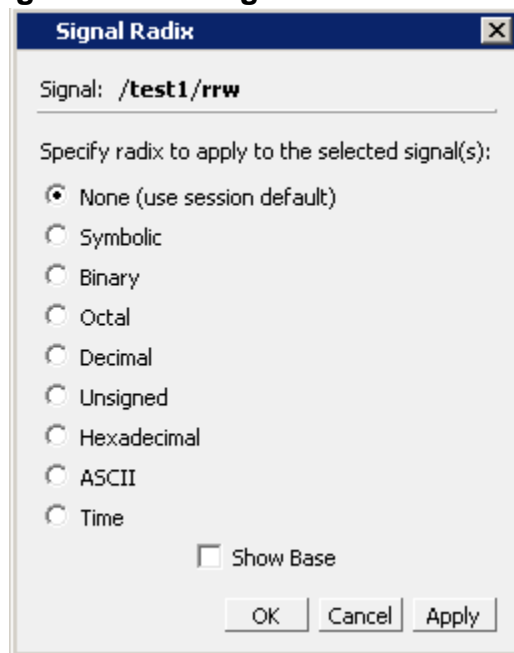 Signal Radix
Signal: /test1/rrw
Specify radix to apply to the selected signal(s):
None (use session default)
Symbolic
Binary
Octal
Decimal
Unsigned
Hexadecimal
ASCII
Time
Show Base
OK Cancel Apply